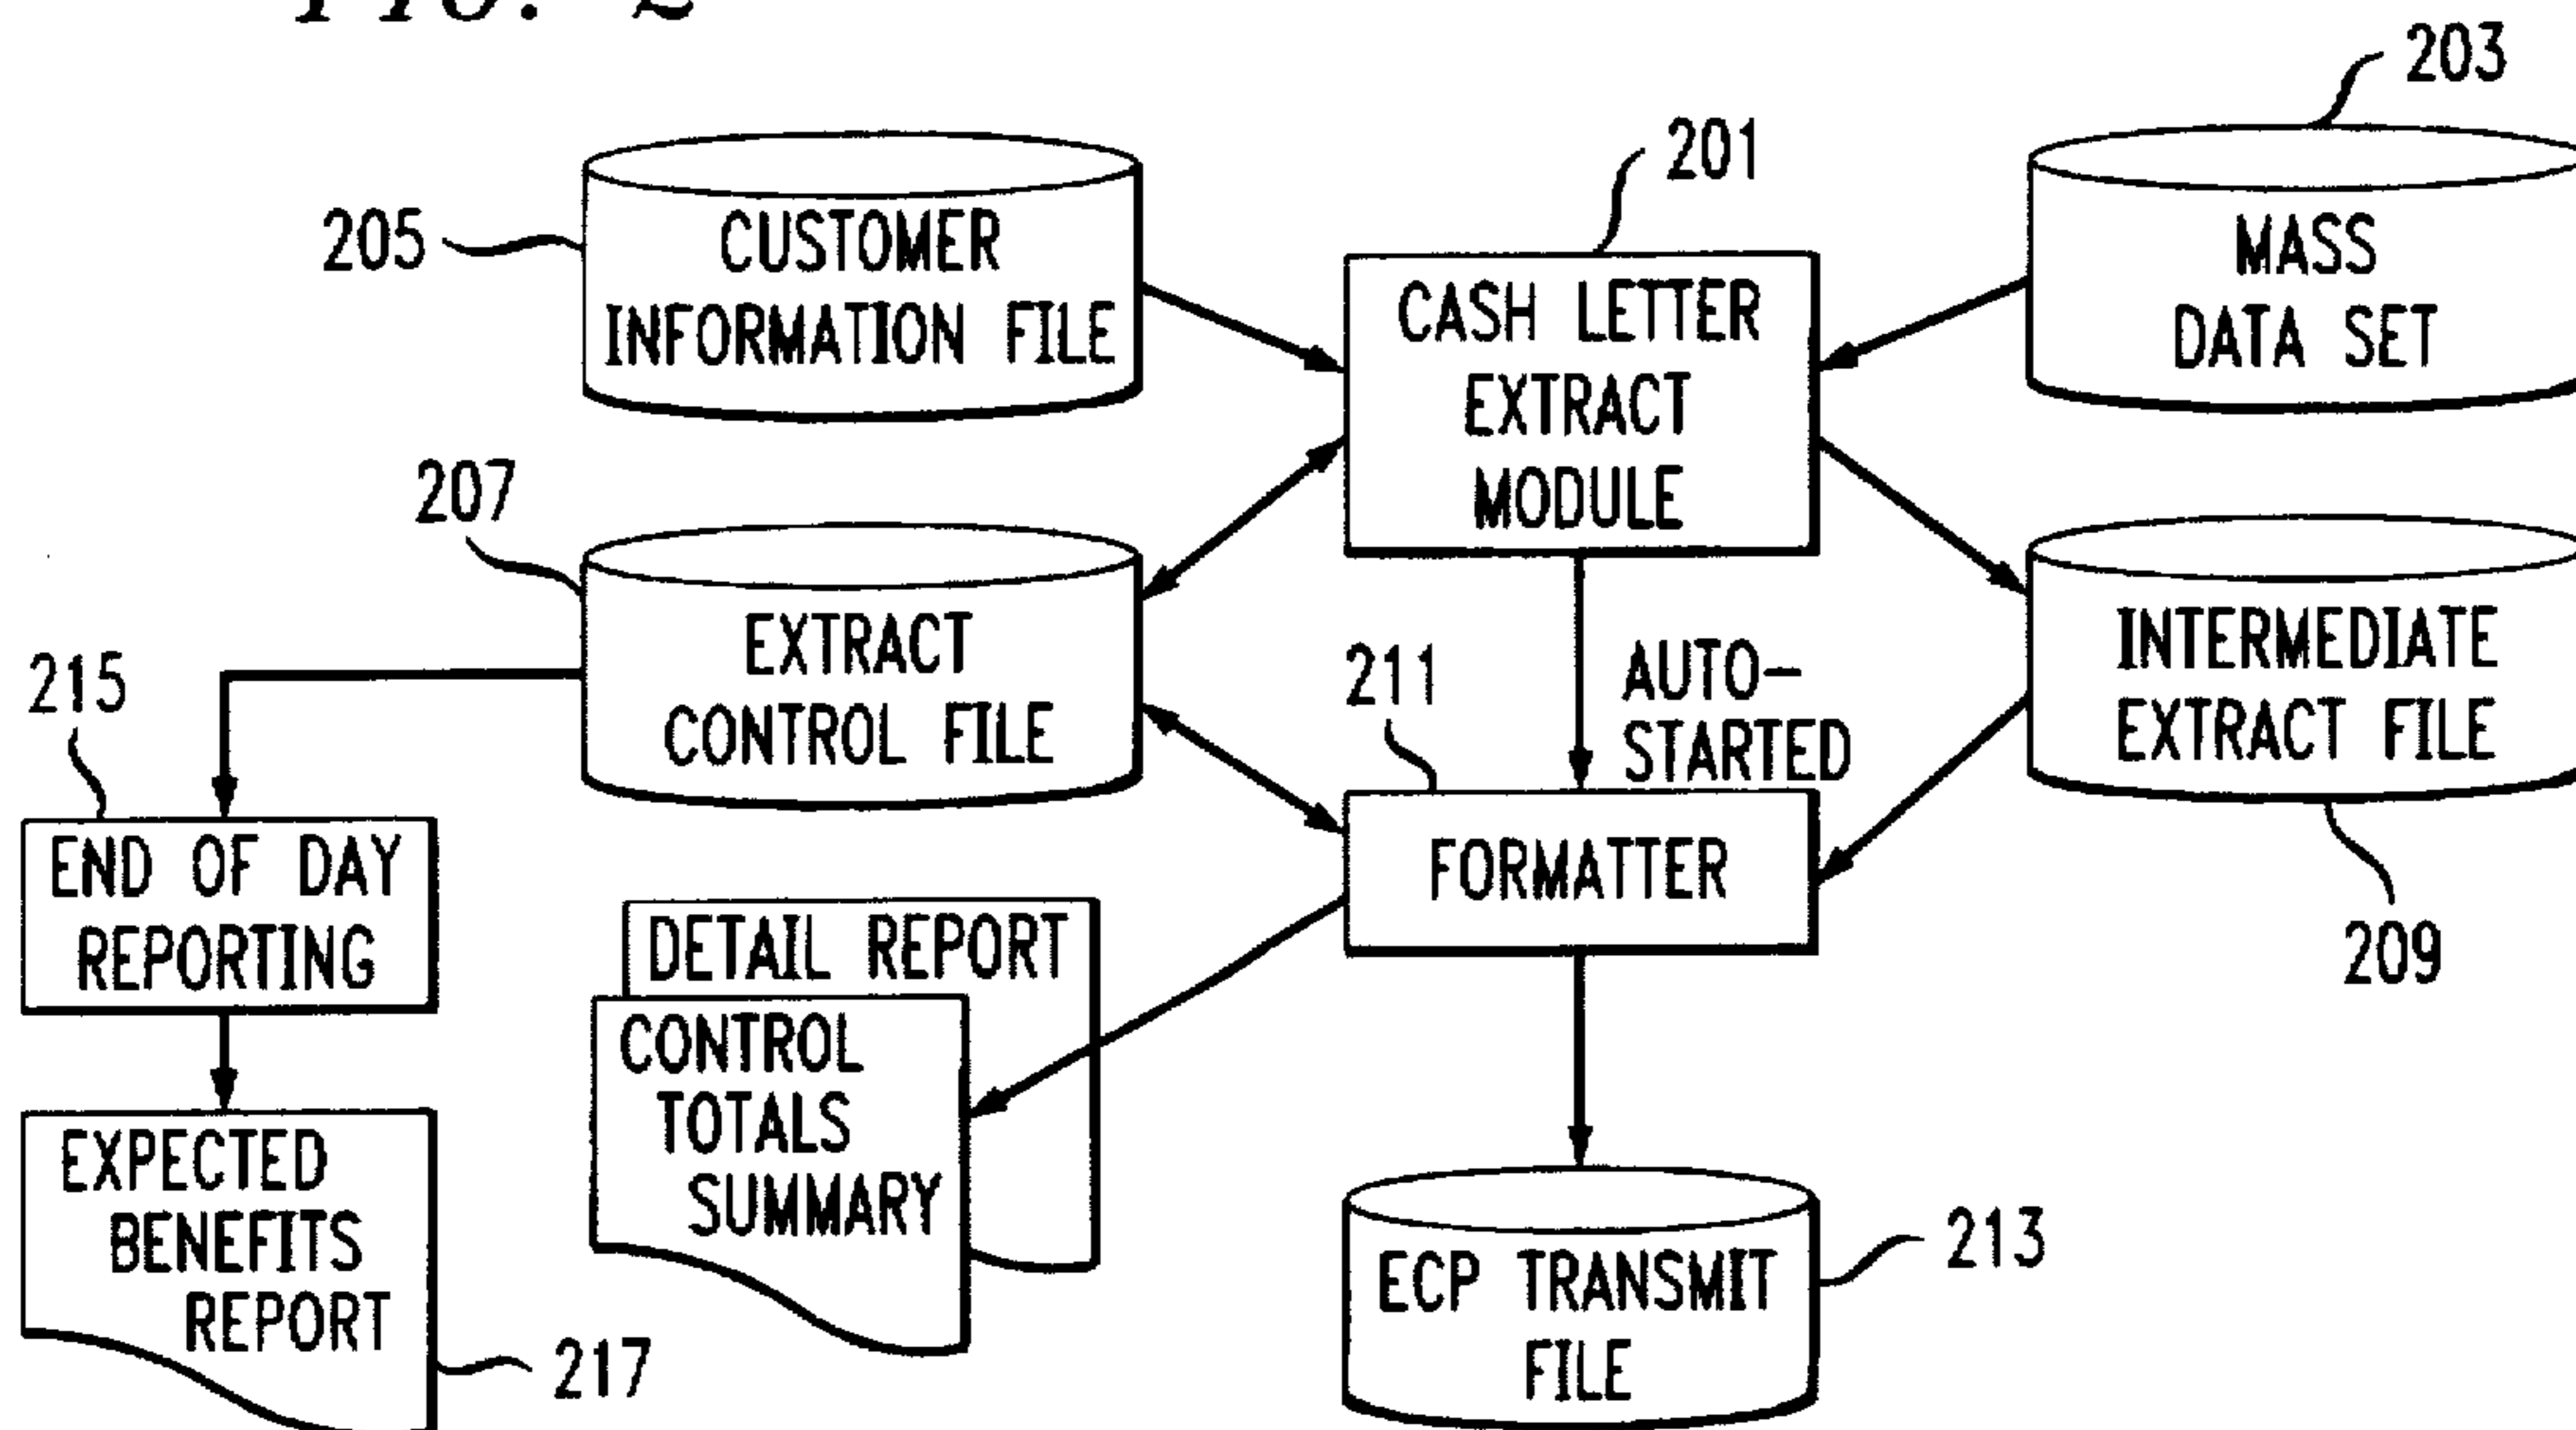 FIG. 2
203
201
205
CUSTOMER
INFORMATION FILE
CASH LETTER
EXTRACT
MODULE
MASS
DATA SET
207
EXTRACT
CONTROL FILE
215
211
AUTO-
STARTED
INTERMEDIATE
EXTRACT FILE
209
END OF DAY
REPORTING
FORMATTER
DETAIL REPORT
CONTROL
TOTALS
SUMMARY
EXPECTED
BENEFITS
REPORT
217
ECP TRANSMIT
FILE
213